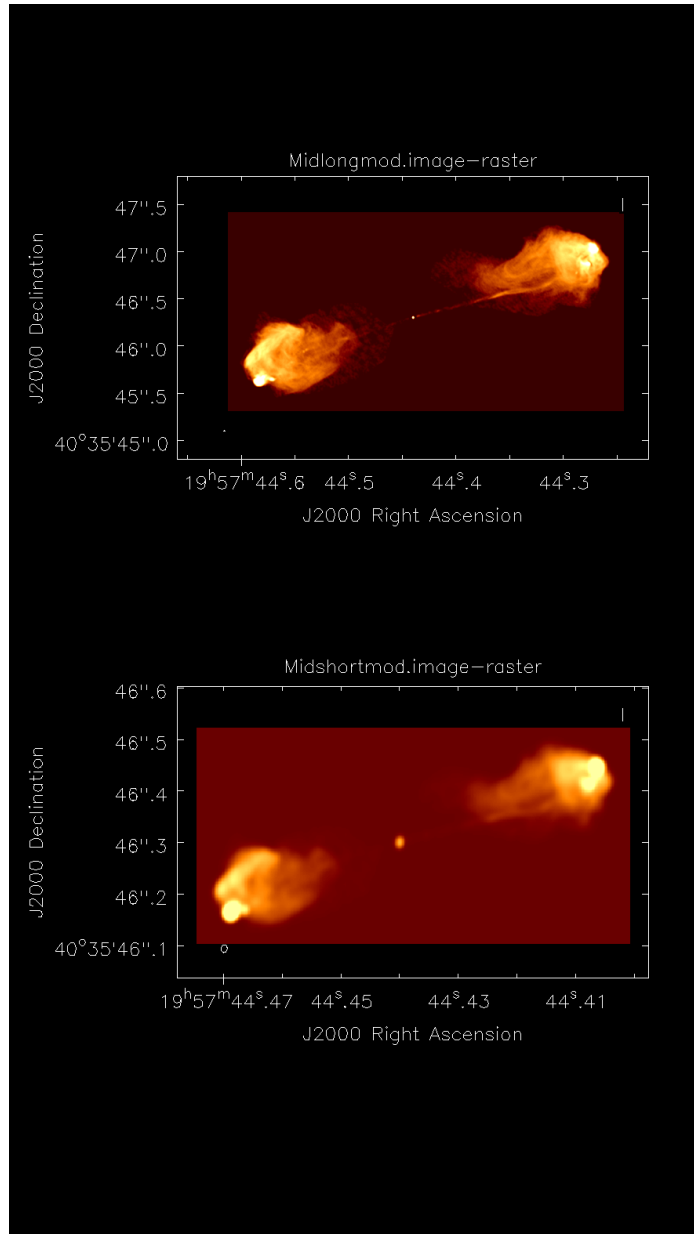 Midlongmod.image-raster
I
47".5
47".0
46".5
46".0
45".5
40°35'45".0
J2000 Declination
19ʰ57ᵐ44ˢ.6 44ˢ.5 44ˢ.4 44ˢ.3
J2000 Right Ascension
Midshortmod.image-raster
I
46".6
46".5
46".4
46".3
46".2
40°35'46".1
J2000 Declination
19ʰ57ᵐ44ˢ.47 44ˢ.45 44ˢ.43 44ˢ.41
J2000 Right Ascension